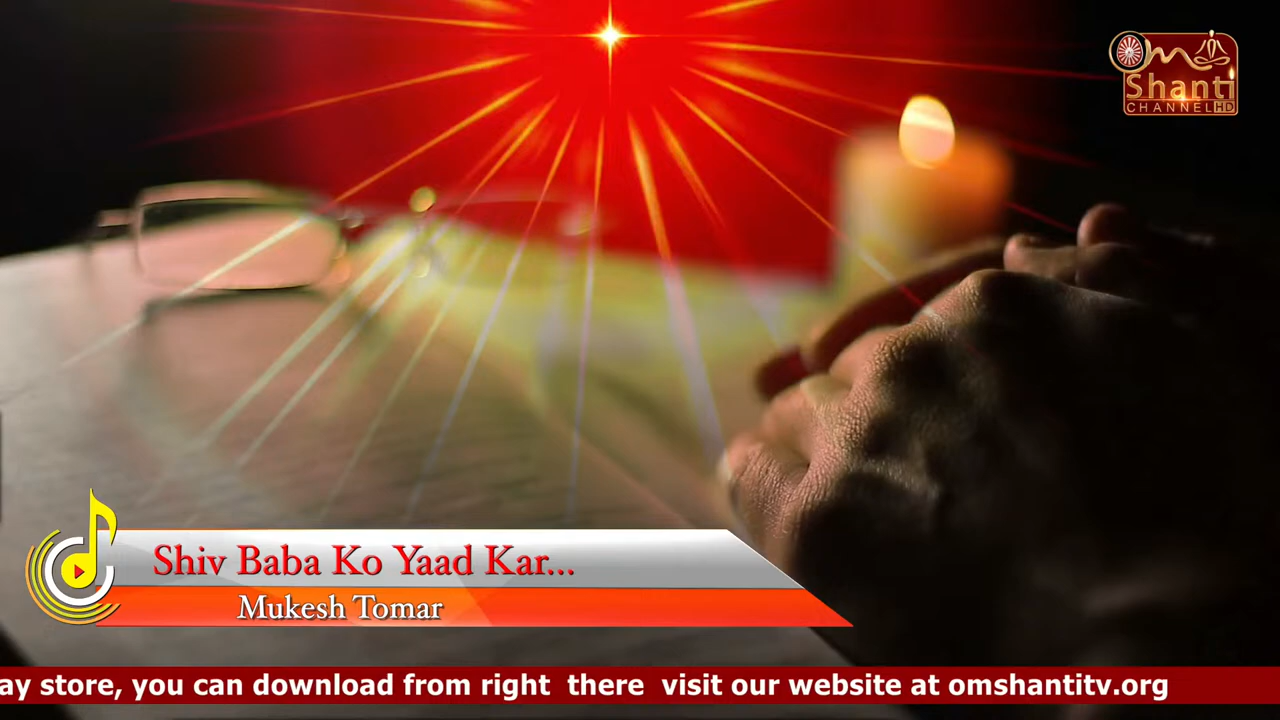 Om
Shanti
CHANNEL HD
Shiv Baba Ko Yaad Kar...
Mukesh Tomar
ay store, you can download from right there visit our website at omshantitv.org